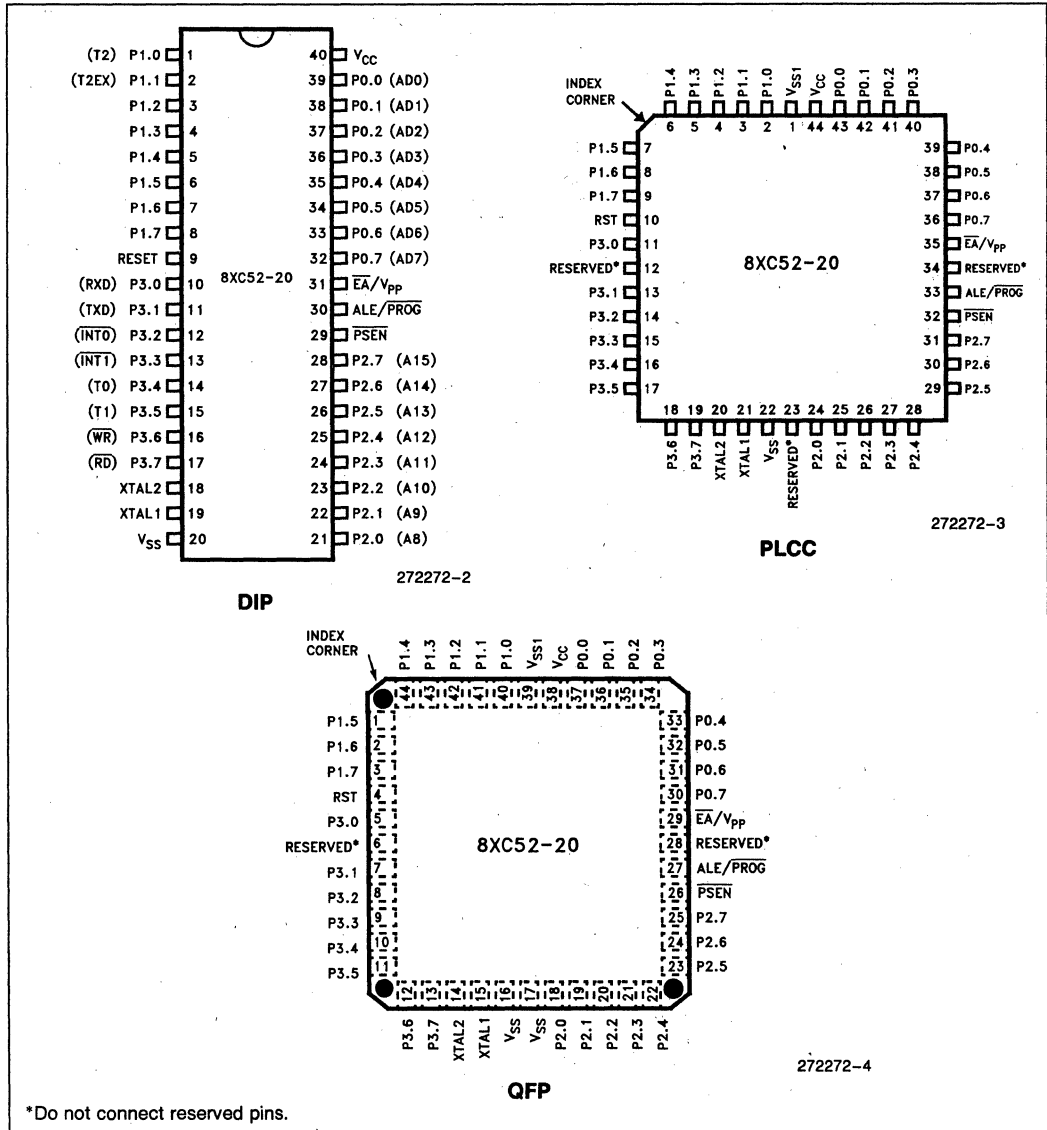 (T2) P1.0 1
(T2EX) P1.1 2
P1.2 3
P1.3 4
P1.4 5
P1.5 6
P1.6 7
P1.7 8
RESET 9
(RXD) P3.0 10
(TXD) P3.1 11
(INT0) P3.2 12
(INT1) P3.3 13
(T0) P3.4 14
(T1) P3.5 15
(WR) P3.6 16
(RD) P3.7 17
XTAL2 18
XTAL1 19
VSS 20
8XC52-20
40 VCC
39 P0.0 (AD0)
38 P0.1 (AD1)
37 P0.2 (AD2)
36 P0.3 (AD3)
35 P0.4 (AD4)
34 P0.5 (AD5)
33 P0.6 (AD6)
32 P0.7 (AD7)
31 EA/VPP
30 ALE/PROG
29 PSEN
28 P2.7 (A15)
27 P2.6 (A14)
26 P2.5 (A13)
25 P2.4 (A12)
24 P2.3 (A11)
23 P2.2 (A10)
22 P2.1 (A9)
21 P2.0 (A8)
272272-2
DIP
INDEX
CORNER
P1.4 P1.3 P1.2 P1.1 P1.0 VSS1 VCC P0.0 P0.1 P0.2 P0.3
6 5 4 3 2 1 44 43 42 41 40
P1.5 7
P1.6 8
P1.7 9
RST 10
P3.0 11
RESERVED* 12
P3.1 13
P3.2 14
P3.3 15
P3.4 16
P3.5 17
8XC52-20
39 P0.4
38 P0.5
37 P0.6
36 P0.7
35 EA/VPP
34 RESERVED*
33 ALE/PROG
32 PSEN
31 P2.7
30 P2.6
29 P2.5
18 19 20 21 22 23 24 25 26 27 28
P3.6 P3.7 XTAL2 XTAL1 VSS RESERVED* P2.0 P2.1 P2.2 P2.3 P2.4
272272-3
PLCC
INDEX
CORNER
P1.4 P1.3 P1.2 P1.1 P1.0 VSS1 VCC P0.0 P0.1 P0.2 P0.3
44 43 42 41 40 39 38 37 36 35 34
P1.5 1
P1.6 2
P1.7 3
RST 4
P3.0 5
RESERVED* 6
P3.1 7
P3.2 8
P3.3 9
P3.4 10
P3.5 11
8XC52-20
33 P0.4
32 P0.5
31 P0.6
30 P0.7
29 EA/VPP
28 RESERVED*
27 ALE/PROG
26 PSEN
25 P2.7
24 P2.6
23 P2.5
12 13 14 15 16 17 18 19 20 21 22
P3.6 P3.7 XTAL2 XTAL1 VSS VSS P2.0 P2.1 P2.2 P2.3 P2.4
272272-4
QFP
*Do not connect reserved pins.